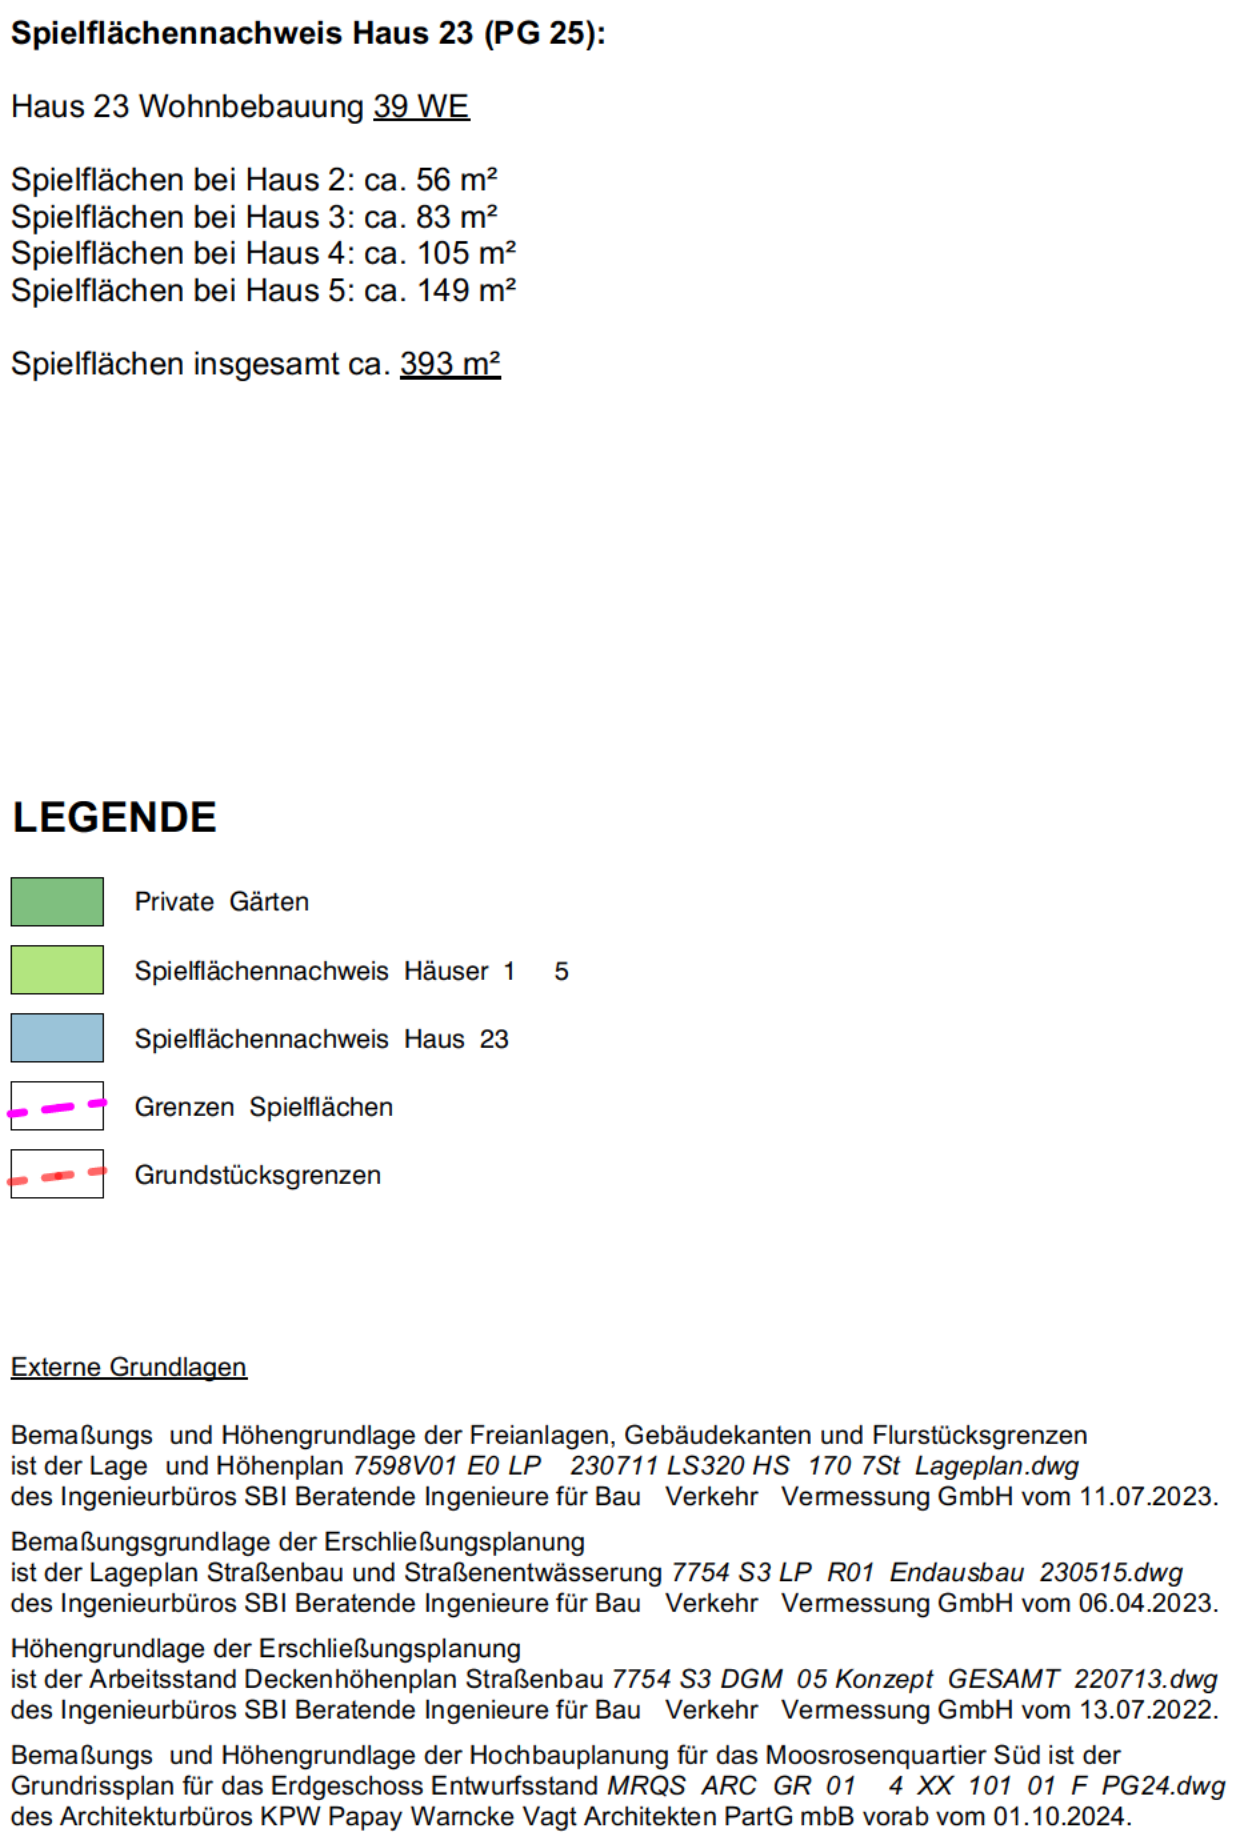 Spielflächennachweis Haus 23 (PG 25):
Haus 23 Wohnbebauung 39 WE
Spielflächen bei Haus 2: ca. 56 m²
Spielflächen bei Haus 3: ca. 83 m²
Spielflächen bei Haus 4: ca. 105 m²
Spielflächen bei Haus 5: ca. 149 m²
Spielflächen insgesamt ca. 393 m²
LEGENDE
Private Gärten
Spielflächennachweis Häuser 1 5
Spielflächennachweis Haus 23
Grenzen Spielflächen
Grundstücksgrenzen
Externe Grundlagen
Bemaßungs und Höhengrundlage der Freianlagen, Gebäudekanten und Flurstücksgrenzen
ist der Lage und Höhenplan 7598V01 E0 LP 230711 LS320 HS 170 7St Lageplan.dwg
des Ingenieurbüros SBI Beratende Ingenieure für Bau Verkehr Vermessung GmbH vom 11.07.2023.
Bemaßungsgrundlage der Erschließungsplanung
ist der Lageplan Straßenbau und Straßenentwässerung 7754 S3 LP R01 Endausbau 230515.dwg
des Ingenieurbüros SBI Beratende Ingenieure für Bau Verkehr Vermessung GmbH vom 06.04.2023.
Höhengrundlage der Erschließungsplanung
ist der Arbeitsstand Deckenhöhenplan Straßenbau 7754 S3 DGM 05 Konzept GESAMT 220713.dwg
des Ingenieurbüros SBI Beratende Ingenieure für Bau Verkehr Vermessung GmbH vom 13.07.2022.
Bemaßungs und Höhengrundlage der Hochbauplanung für das Moosrosenquartier Süd ist der
Grundrissplan für das Erdgeschoss Entwurfsstand MRQS ARC GR 01 4 XX 101 01 F PG24.dwg
des Architekturbüros KPW Papay Warncke Vagt Architekten PartG mbB vorab vom 01.10.2024.